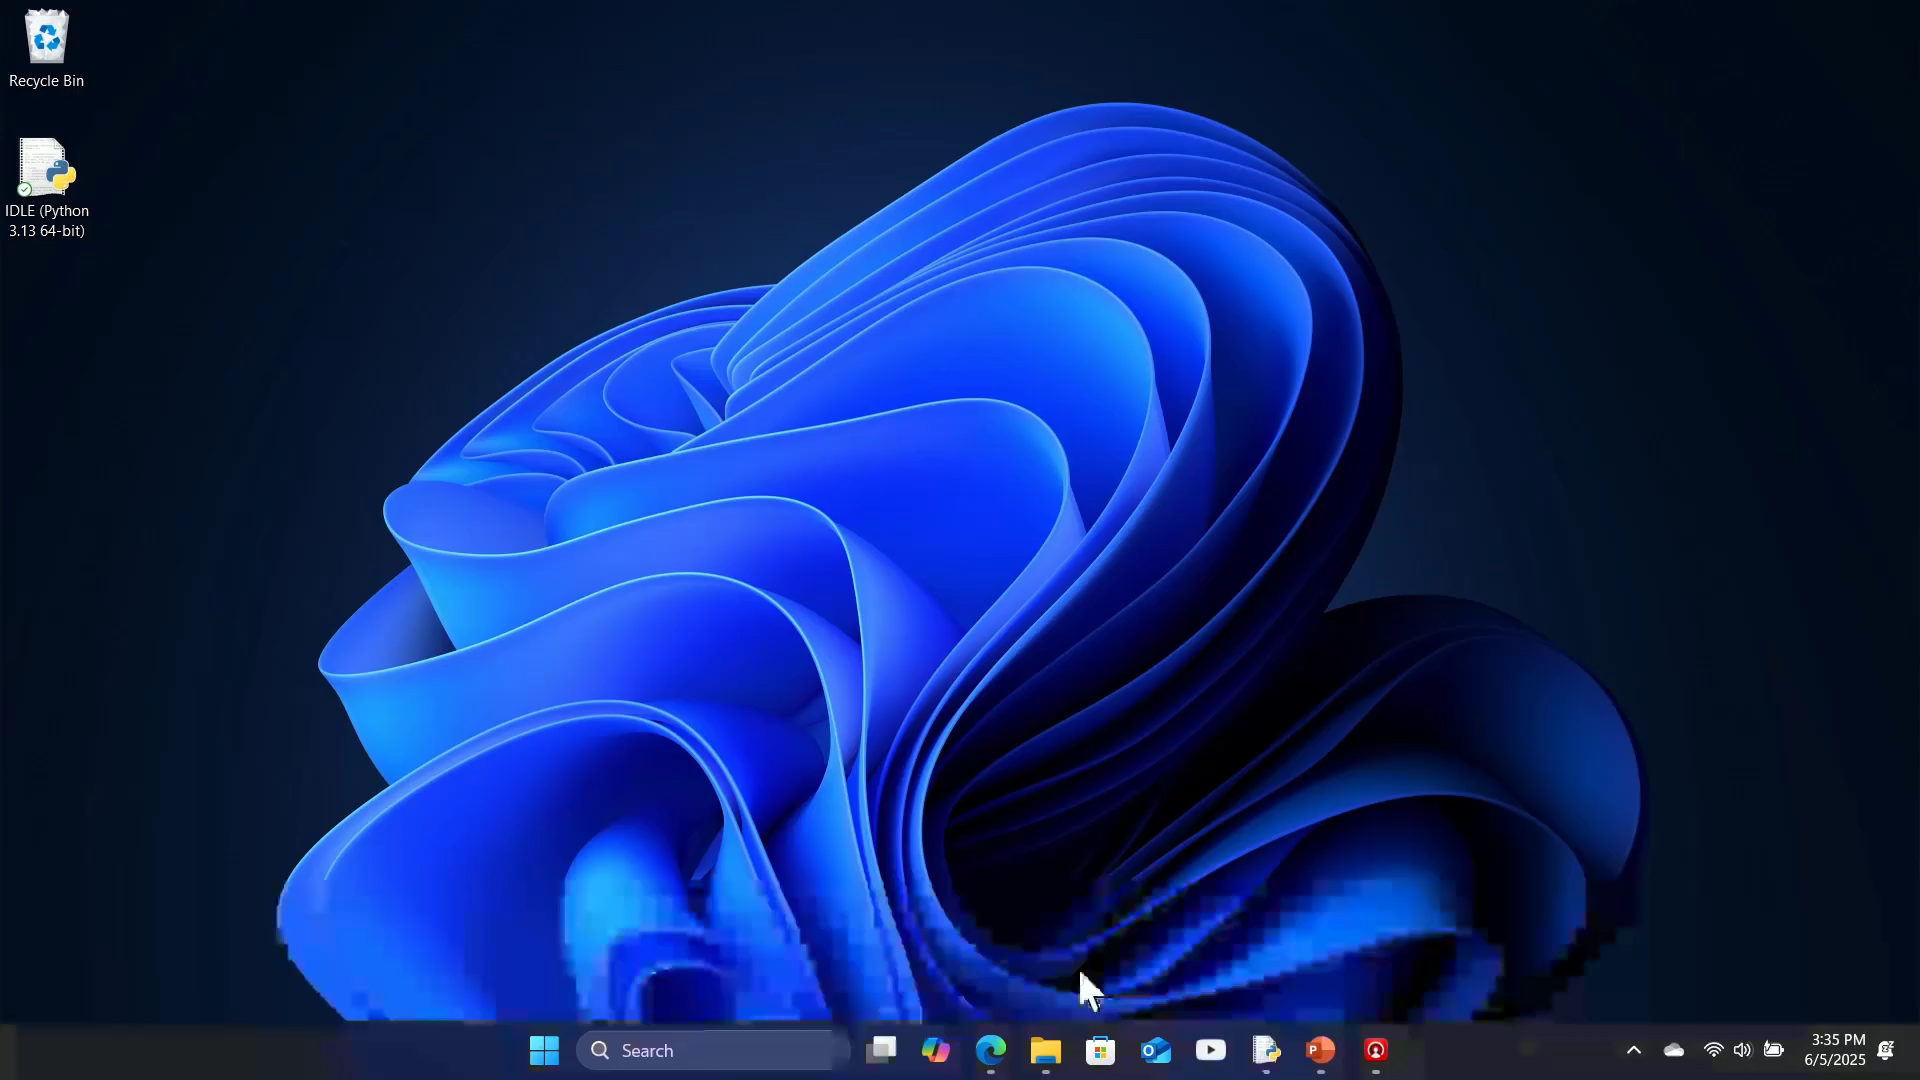 Recycle Bin
IDLE (Python
3.13 64-bit)
Search
3:35 PM
6/5/2025